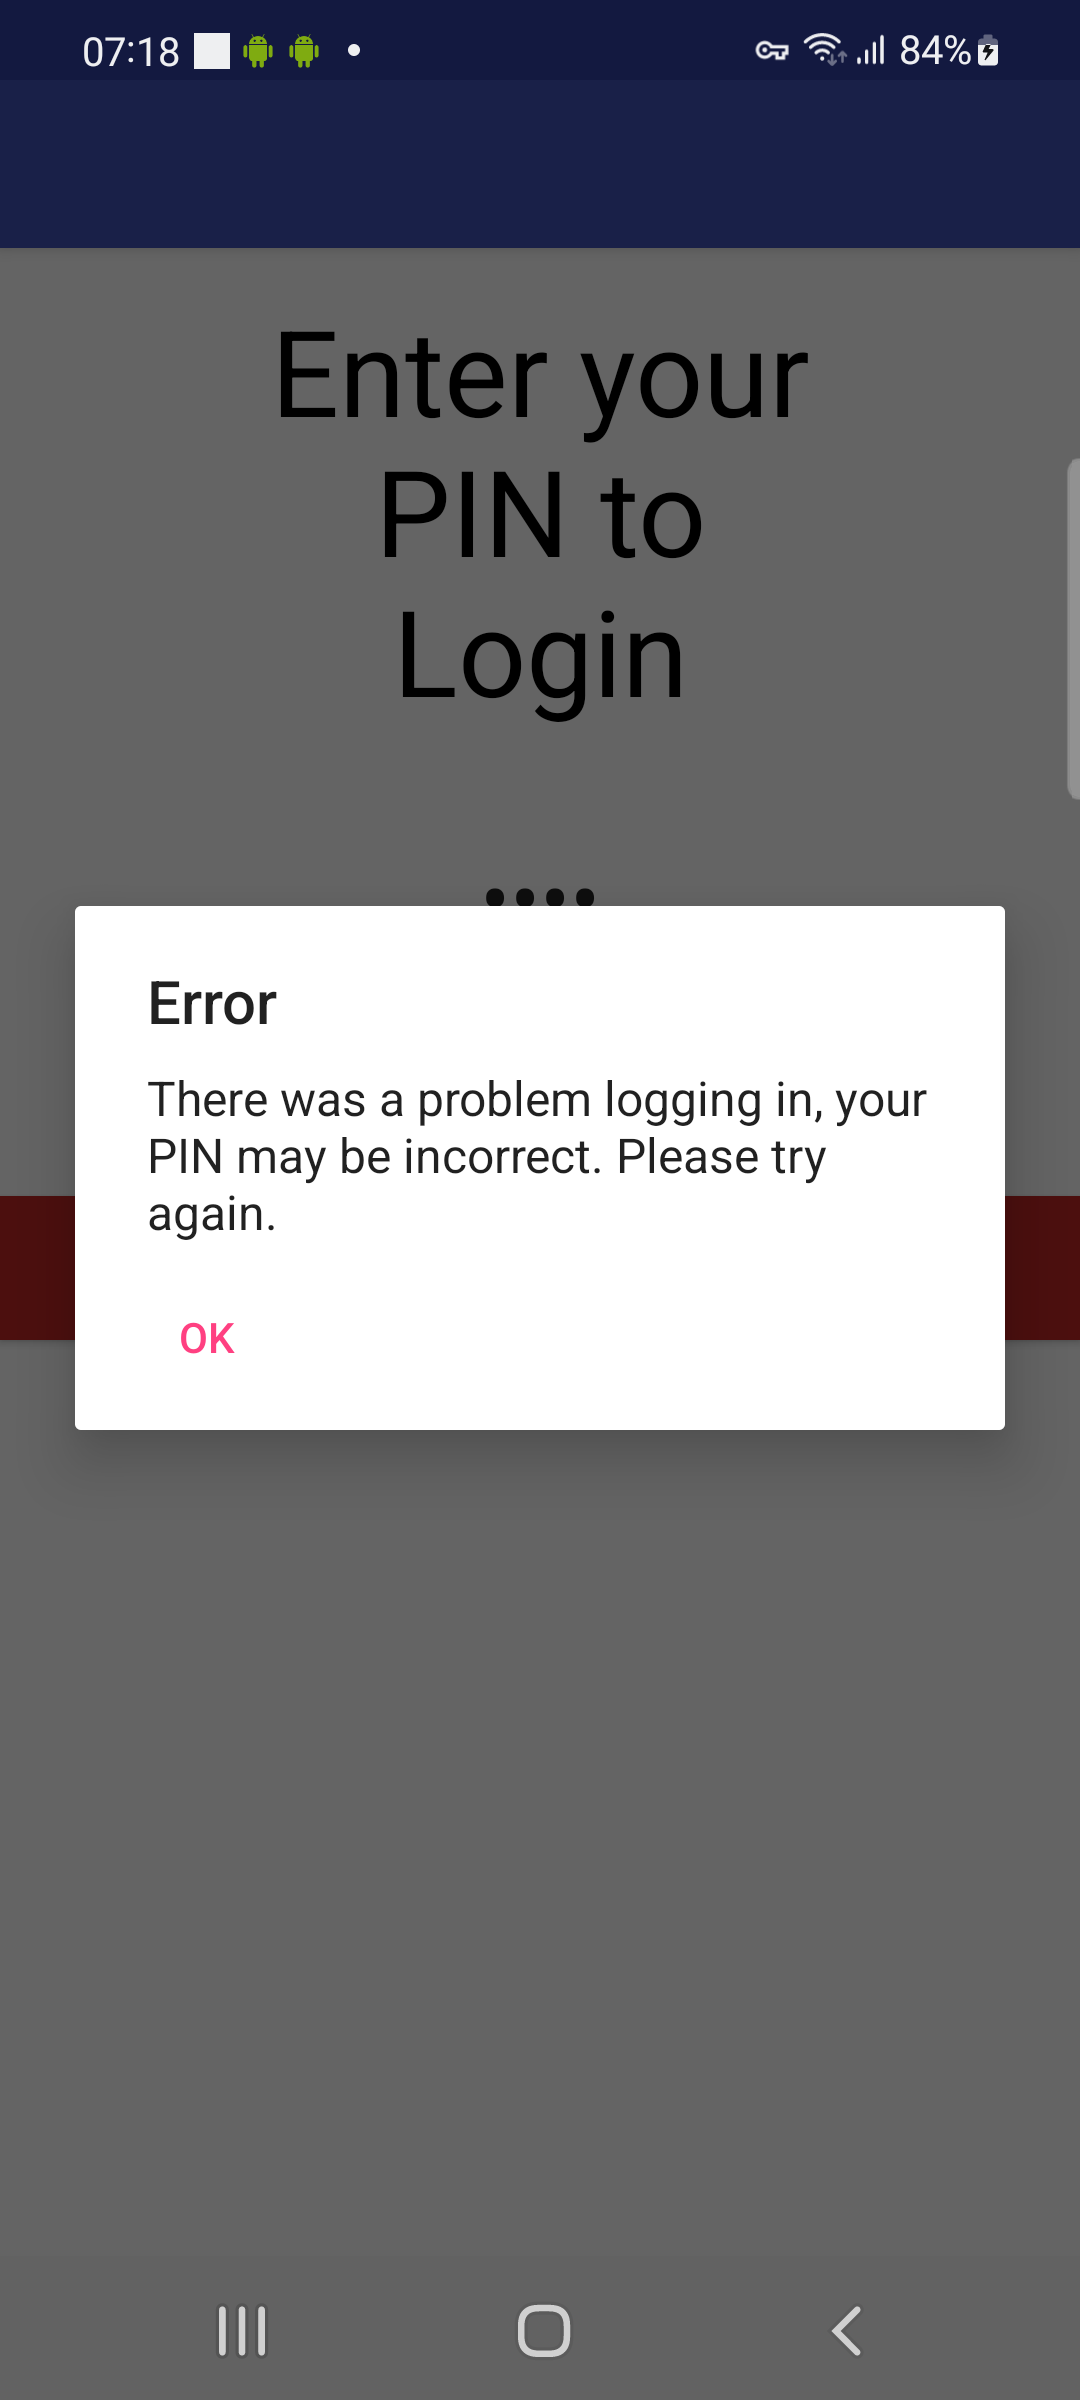 07:18
84%
Enter your
PIN to
Login
••••
Error
There was a problem logging in, your
PIN may be incorrect. Please try
again.
OK